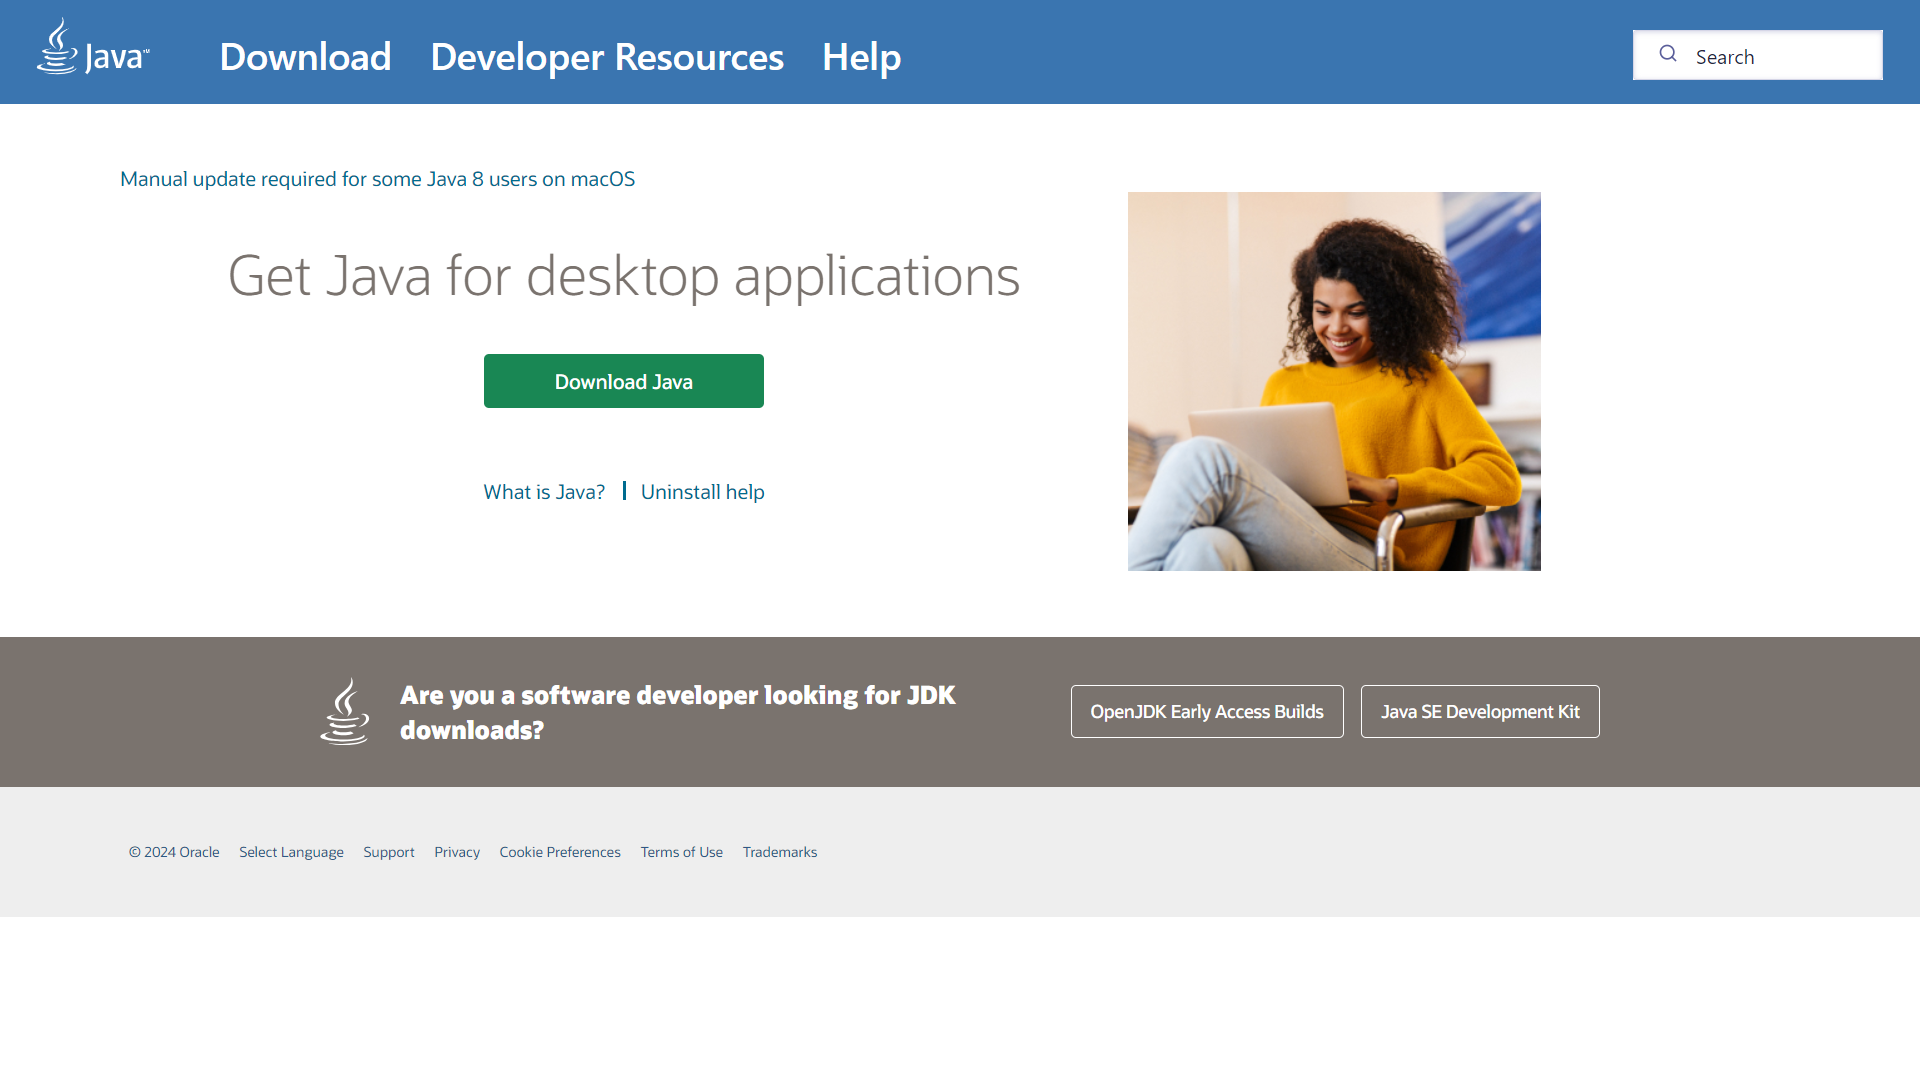 Java™
Download
Developer Resources
Help
Search
Manual update required for some Java 8 users on macOS
Get Java for desktop applications
Download Java
What is Java?
Uninstall help
Are you a software developer looking for JDK
downloads?
OpenJDK Early Access Builds
Java SE Development Kit
© 2024 Oracle
Select Language
Support
Privacy
Cookie Preferences
Terms of Use
Trademarks